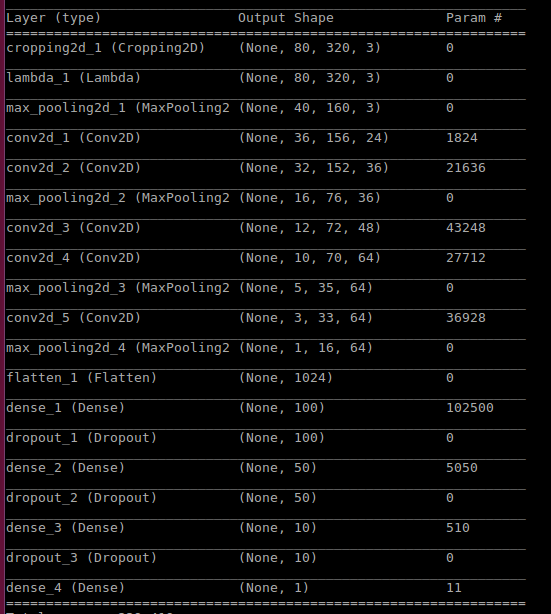 Layer (type) Output Shape Param #
=================================================================
cropping2d_1 (Cropping2D) (None, 80, 320, 3) 0
lambda_1 (Lambda) (None, 80, 320, 3) 0
max_pooling2d_1 (MaxPooling2 (None, 40, 160, 3) 0
conv2d_1 (Conv2D) (None, 36, 156, 24) 1824
conv2d_2 (Conv2D) (None, 32, 152, 36) 21636
max_pooling2d_2 (MaxPooling2 (None, 16, 76, 36) 0
conv2d_3 (Conv2D) (None, 12, 72, 48) 43248
conv2d_4 (Conv2D) (None, 10, 70, 64) 27712
max_pooling2d_3 (MaxPooling2 (None, 5, 35, 64) 0
conv2d_5 (Conv2D) (None, 3, 33, 64) 36928
max_pooling2d_4 (MaxPooling2 (None, 1, 16, 64) 0
flatten_1 (Flatten) (None, 1024) 0
dense_1 (Dense) (None, 100) 102500
dropout_1 (Dropout) (None, 100) 0
dense_2 (Dense) (None, 50) 5050
dropout_2 (Dropout) (None, 50) 0
dense_3 (Dense) (None, 10) 510
dropout_3 (Dropout) (None, 10) 0
dense_4 (Dense) (None, 1) 11
=================================================================